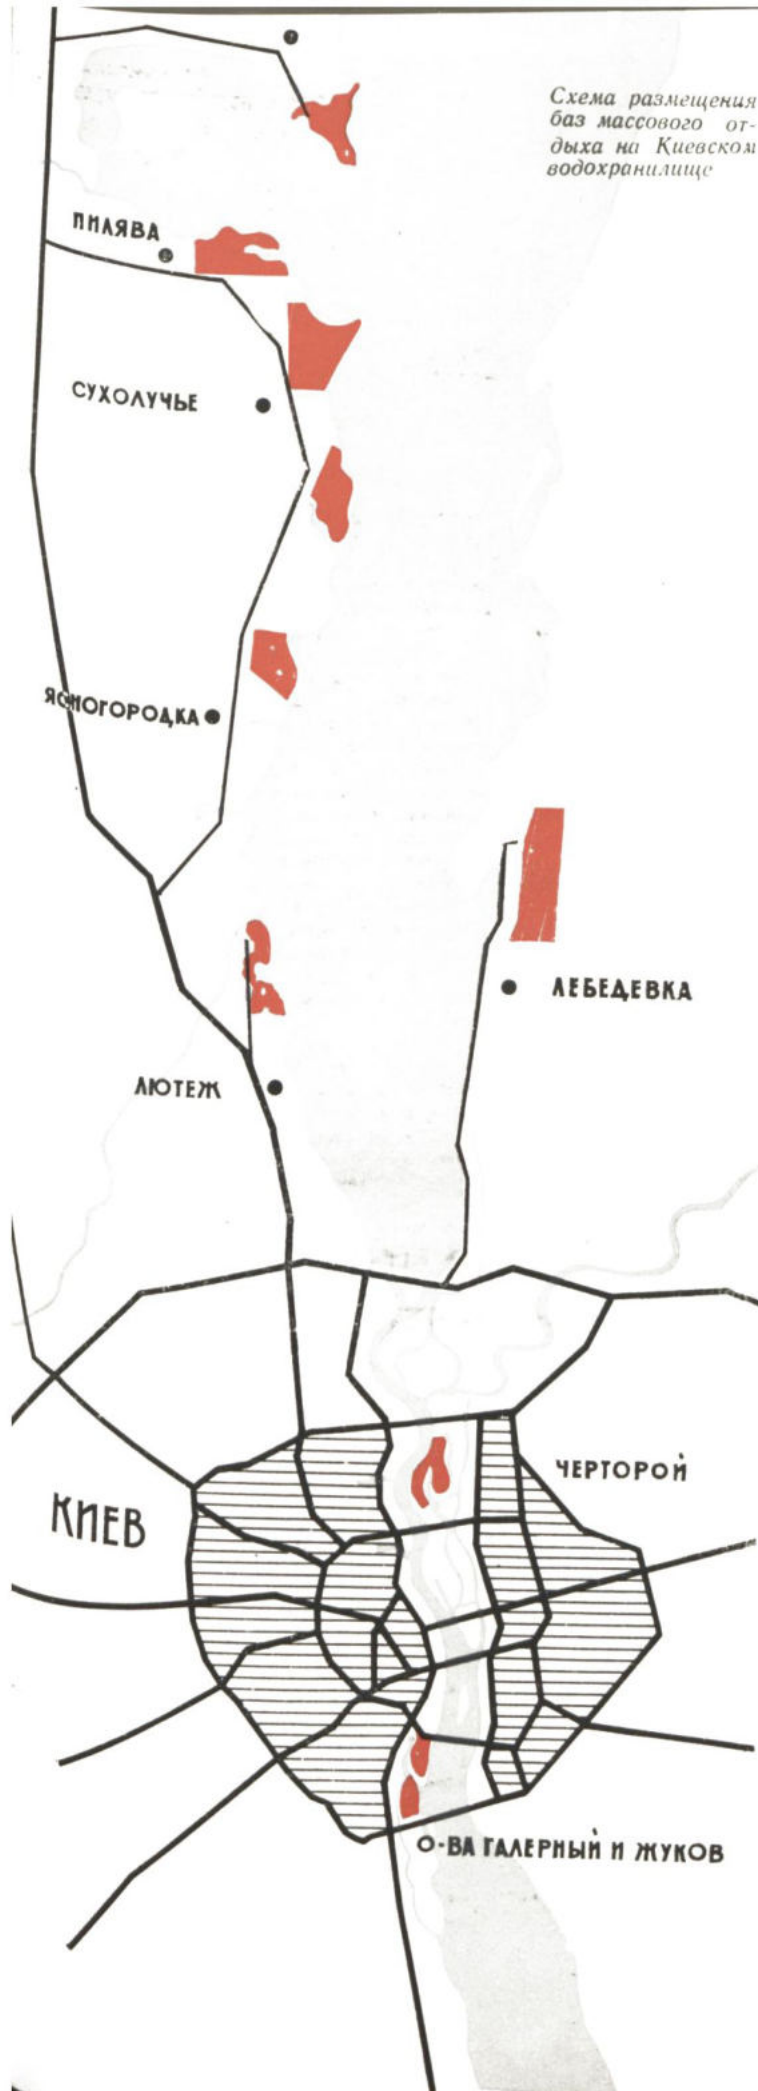 Схема размещения
баз массового от-
дыха на Киевском
водохранилище
ПИЛЯВА
СУХОЛУЧЬЕ
ЯСНОГОРОДКА
ЛЕБЕДЕВКА
ЛЮТЕЖ
ЧЕРТОРОЙ
КИЕВ
О-ВА ГАЛЕРНЫЙ И ЖУКОВ